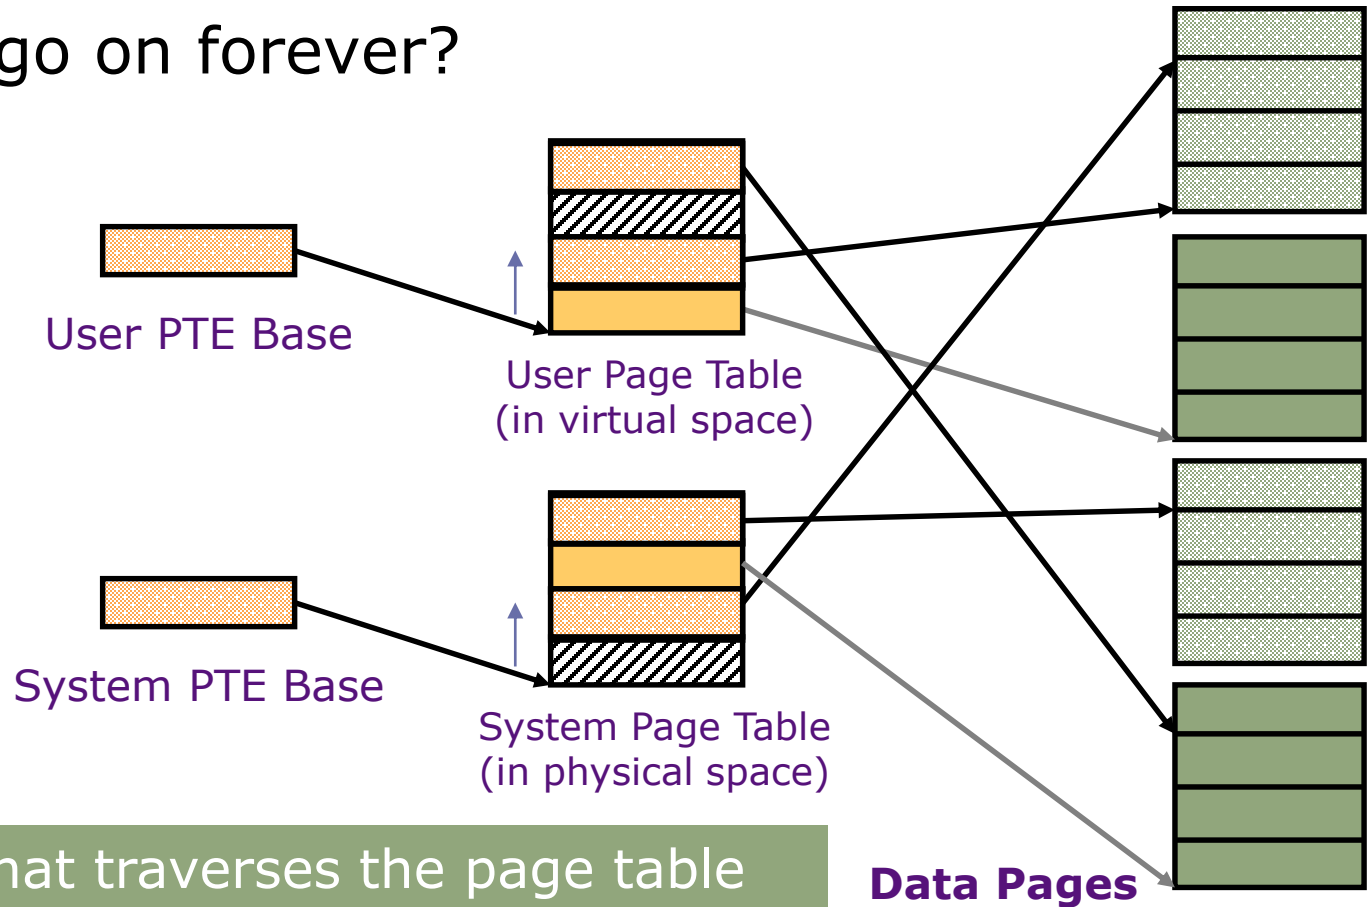 go on forever?
User PTE Base
User Page Table
(in virtual space)
System PTE Base
System Page Table
(in physical space)
hat traverses the page table
Data Pages